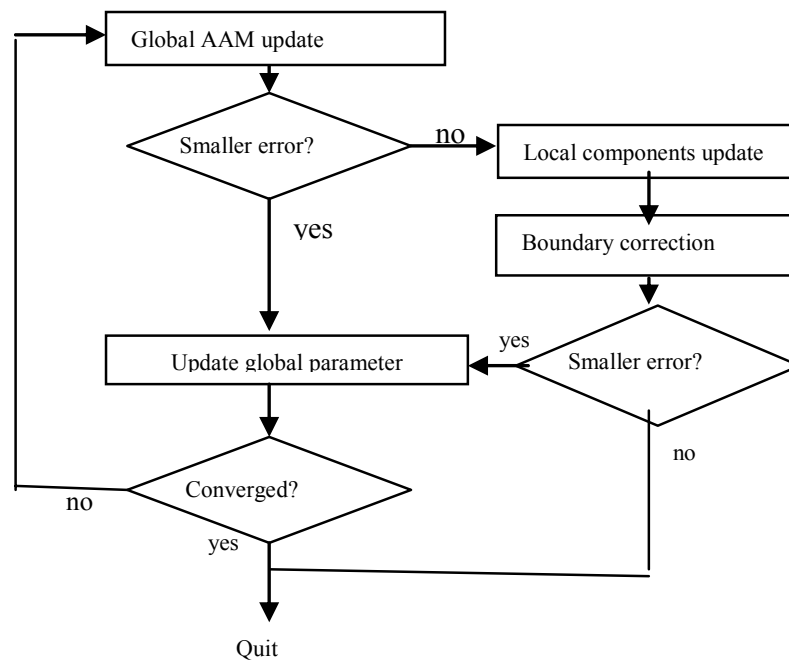 Global AAM update
Smaller error?
no
Local components update
yes
Boundary correction
yes
Smaller error?
Update global parameter
no
Converged?
no
yes
Quit